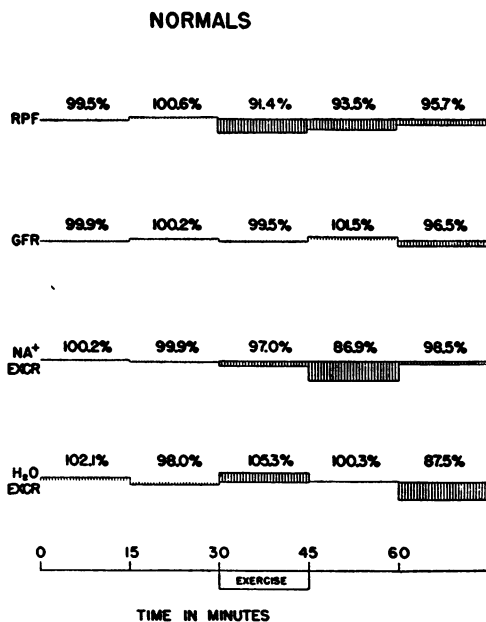 NORMALS
99.5% 100.6% 91.4% 93.5% 95.7%
RPF
99.9% 100.2% 99.5% 101.5% 96.5%
GFR
100.2% 99.9% 97.0% 86.9% 98.5%
NA+
EXCR
102.1% 98.0% 105.3% 100.3% 87.5%
H₂O
EXCR
0 15 30 45 60
EXERCISE
TIME IN MINUTES